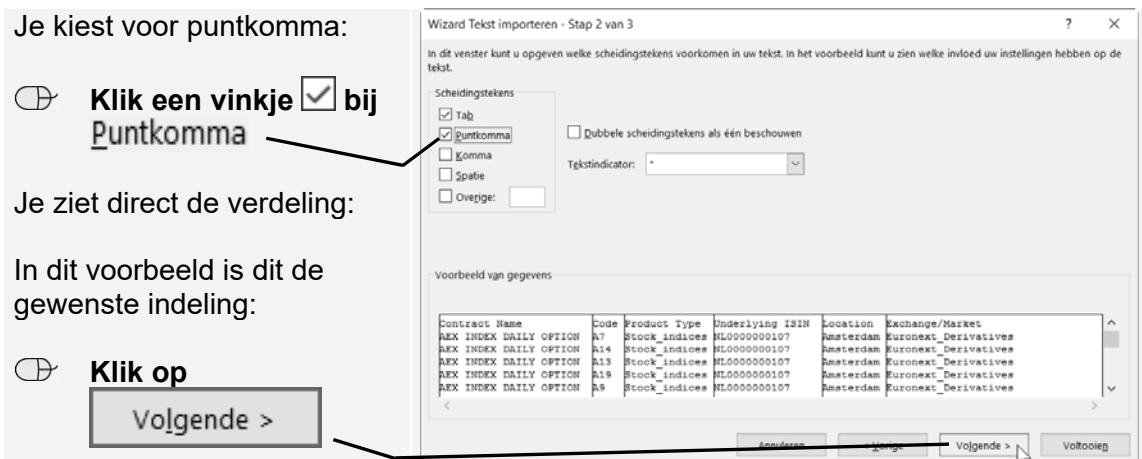 Je kiest voor puntkomma:
Klik een vinkje bij
Puntkomma
Je ziet direct de verdeling:
In dit voorbeeld is dit de
gewenste indeling:
Klik op
Volgende >
Wizard Tekst importeren - Stap 2 van 3
In dit venster kunt u opgeven welke scheidingstekens voorkomen in uw tekst. In het voorbeeld kunt u zien welke invloed uw instellingen hebben op de
tekst.
Scheidingstekens
Tab
Puntkomma
Komma
Spatie
Overige:
Dubbele scheidingstekens als één beschouwen
Tekstindicator: "
Voorbeeld van gegevens
Contract Name Code Product Type Underlying ISIN Location Exchange/Market
AEX INDEX DAILY OPTION A7 Stock_indices NL0000000107 Amsterdam Euronext_Derivatives
AEX INDEX DAILY OPTION A14 Stock_indices NL0000000107 Amsterdam Euronext_Derivatives
AEX INDEX DAILY OPTION A13 Stock_indices NL0000000107 Amsterdam Euronext_Derivatives
AEX INDEX DAILY OPTION A19 Stock_indices NL0000000107 Amsterdam Euronext_Derivatives
AEX INDEX DAILY OPTION A9 Stock_indices NL0000000107 Amsterdam Euronext_Derivatives
Annuleren < Vorige Volgende > Voltooien